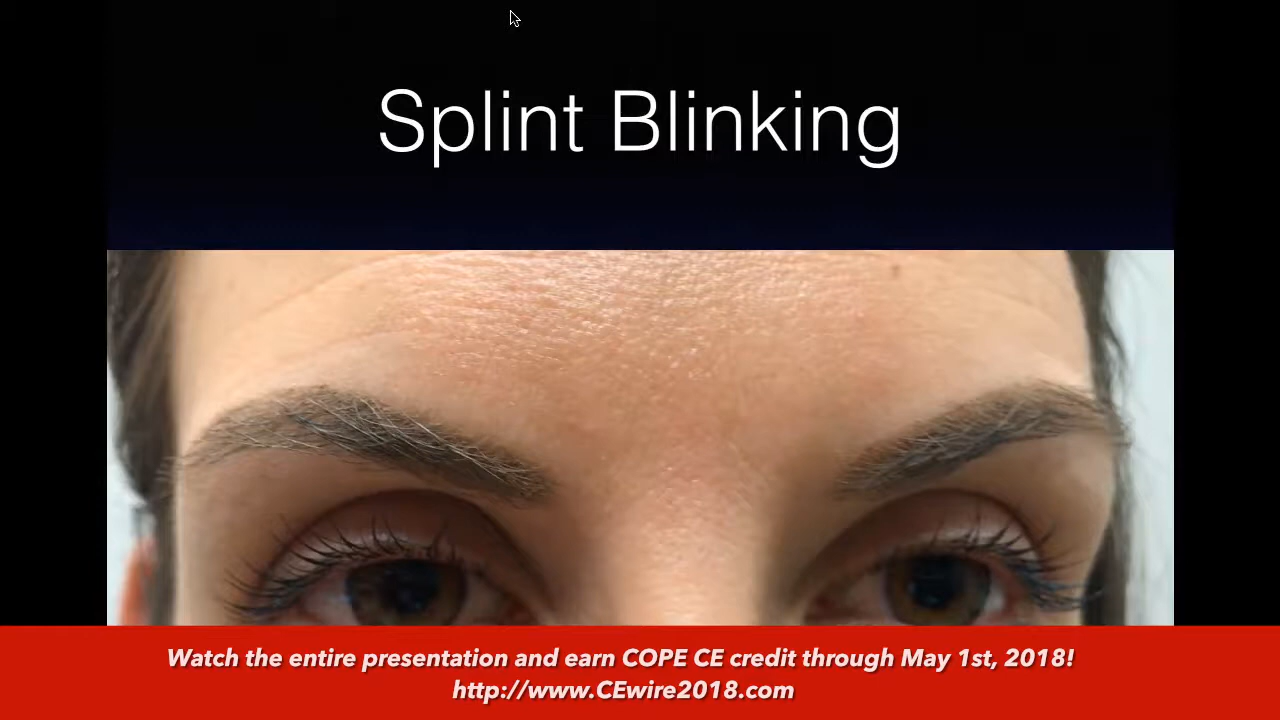 Splint Blinking
Watch the entire presentation and earn COPE CE credit through May 1st, 2018!
http://www.CEwire2018.com